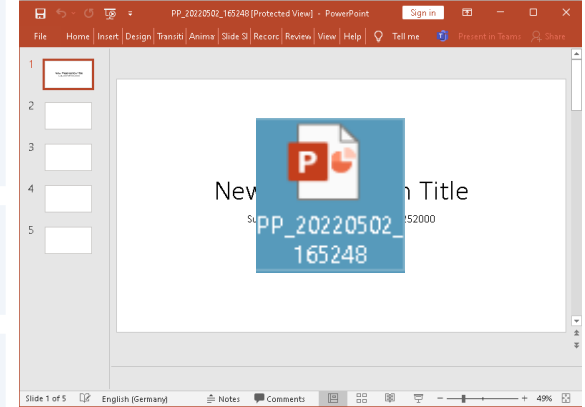 PP_20220502_165248 [Protected View] - PowerPoint
Sign in
File Home Insert Design Transiti Animat Slide Sl Record Review View Help Tell me Present in Teams Share
1
2
3
4
5
New n Title
Su 252000
P
PP_20220502_
165248
Slide 1 of 5 English (Germany) Notes Comments 49%